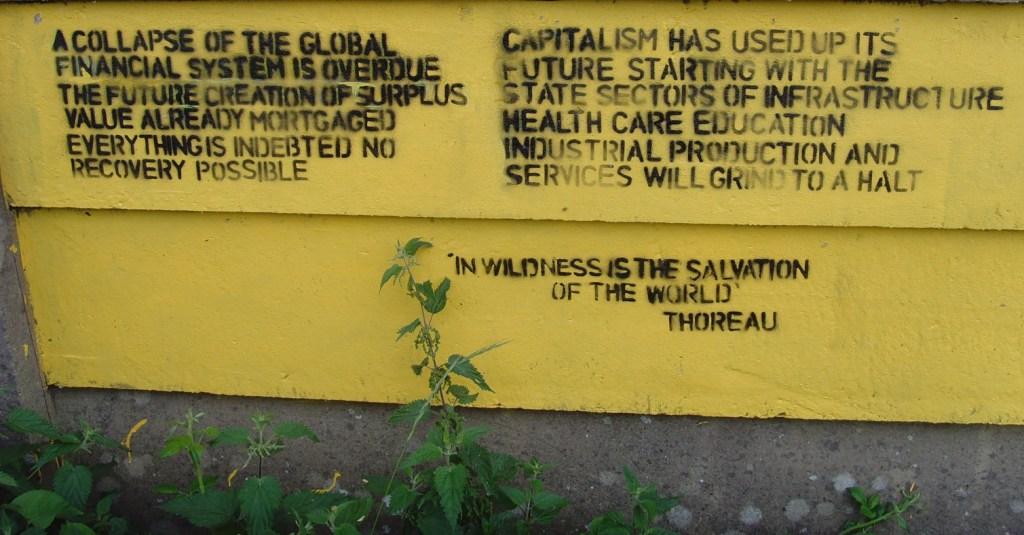 A COLLAPSE OF THE GLOBAL
FINANCIAL SYSTEM IS OVERDUE
THE FUTURE CREATION OF SURPLUS
VALUE ALREADY MORTGAGED
EVERYTHING IS INDEBTED NO
RECOVERY POSSIBLE
CAPITALISM HAS USED UP ITS
FUTURE STARTING WITH THE
STATE SECTORS OF INFRASTRUCTURE
HEALTH CARE EDUCATION
INDUSTRIAL PRODUCTION AND
SERVICES WILL GRIND TO A HALT
'IN WILDNESS IS THE SALVATION
OF THE WORLD'
THOREAU